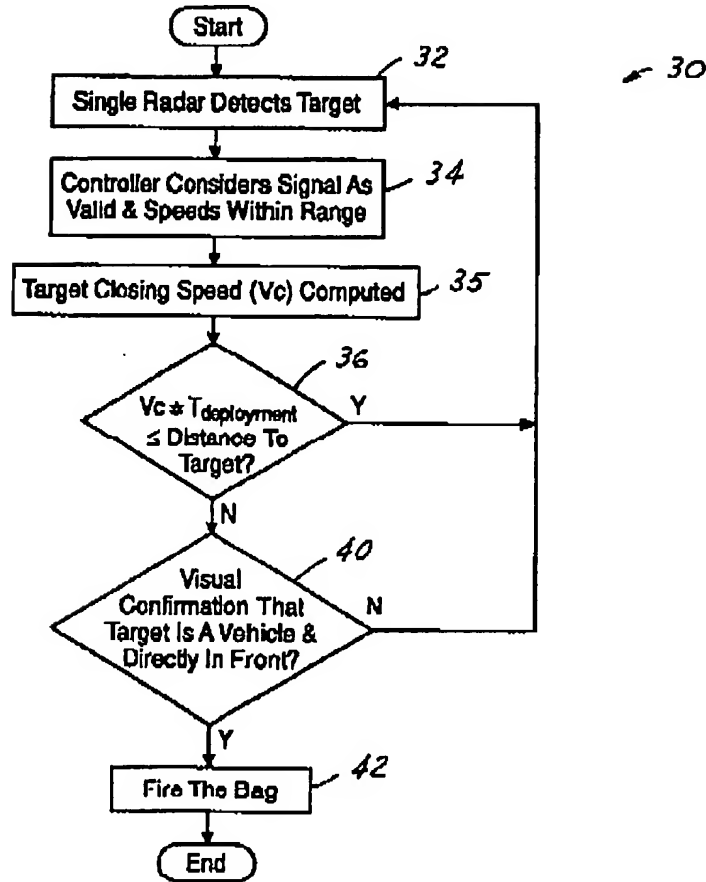 Start
32
30
Single Radar Detects Target
34
Controller Considers Signal As
Valid & Speeds Within Range
Target Closing Speed (Vc) Computed
35
36
Vc * Tdeployment
≤ Distance To
Target?
Y
N
40
Visual
Confirmation That
Target Is A Vehicle &
Directly In Front?
N
Y
Fire The Bag
42
End